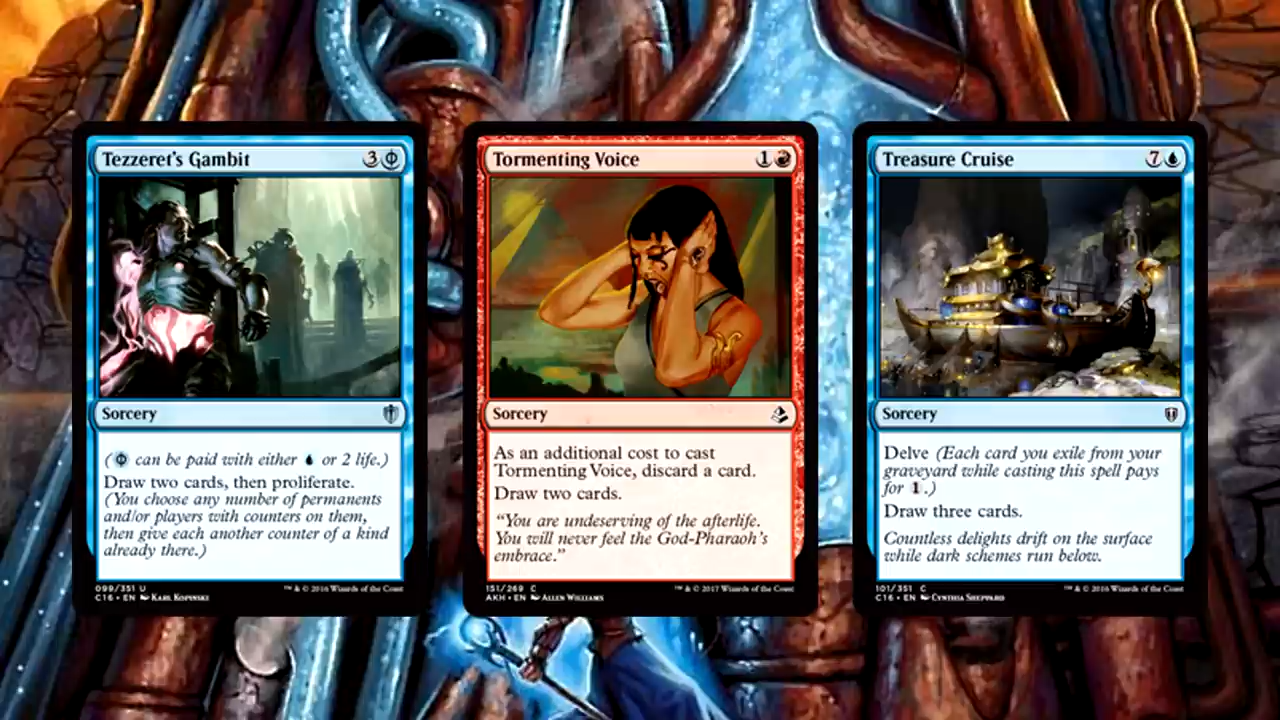 Tezzeret's Gambit 3
Sorcery
( can be paid with either or 2 life.)
Draw two cards, then proliferate.
(You choose any number of permanents
and/or players with counters on them,
then give each another counter of a kind
already there.)
099/351 U
C16 • EN Karl Kopinski
™ & © 2016 Wizards of the Coast
Tormenting Voice 1
Sorcery
As an additional cost to cast
Tormenting Voice, discard a card.
Draw two cards.
"You are undeserving of the afterlife.
You will never feel the God-Pharaoh's
embrace."
151/269 C
AKH • EN Allen Williams
™ & © 2017 Wizards of the Coast
Treasure Cruise 7
Sorcery
Delve (Each card you exile from your
graveyard while casting this spell pays
for 1.)
Draw three cards.
Countless delights drift on the surface
while dark schemes run below.
101/351 C
C16 • EN Cynthia Sheppard
™ & © 2016 Wizards of the Coast